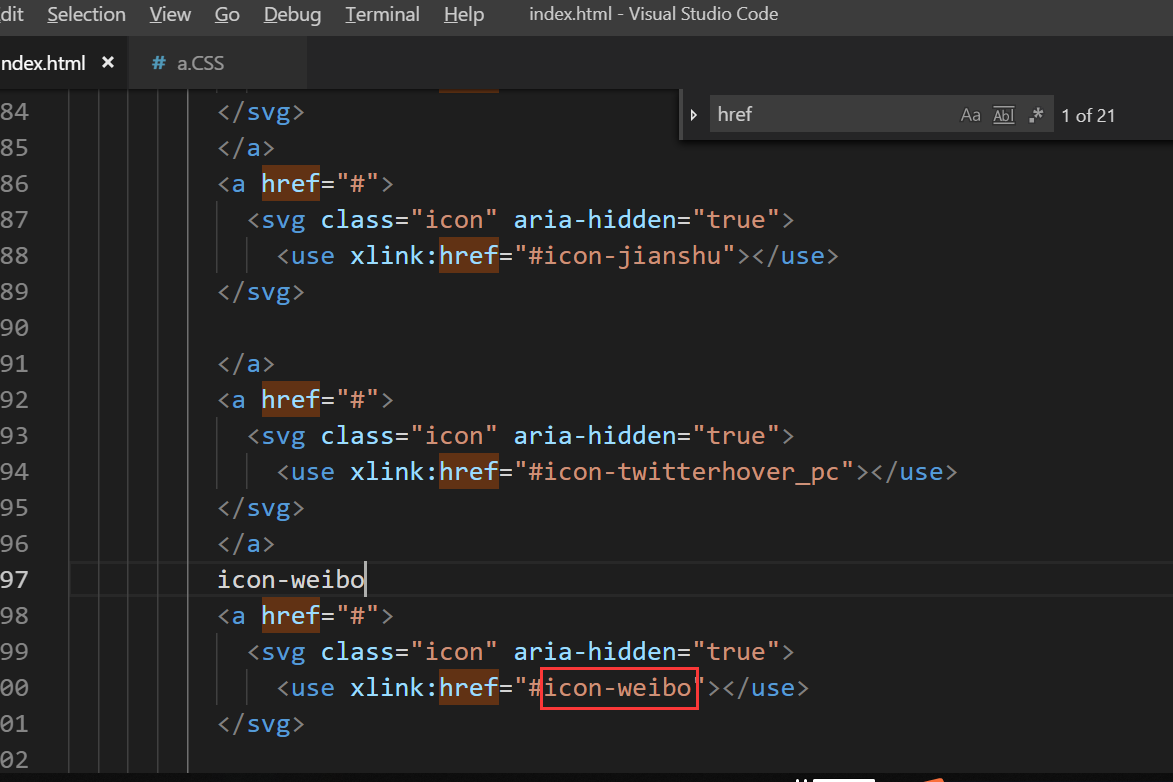 dit Selection View Go Debug Terminal Help index.html - Visual Studio Code
ndex.html × # a.CSS
href Aa Abl .* 1 of 21
84 </svg>
85 </a>
86 <a href="#">
87 <svg class="icon" aria-hidden="true">
88 <use xlink:href="#icon-jianshu"></use>
89 </svg>
90
91 </a>
92 <a href="#">
93 <svg class="icon" aria-hidden="true">
94 <use xlink:href="#icon-twitterhover_pc"></use>
95 </svg>
96 </a>
97 icon-weibo
98 <a href="#">
99 <svg class="icon" aria-hidden="true">
00 <use xlink:href="#icon-weibo"></use>
01 </svg>
02